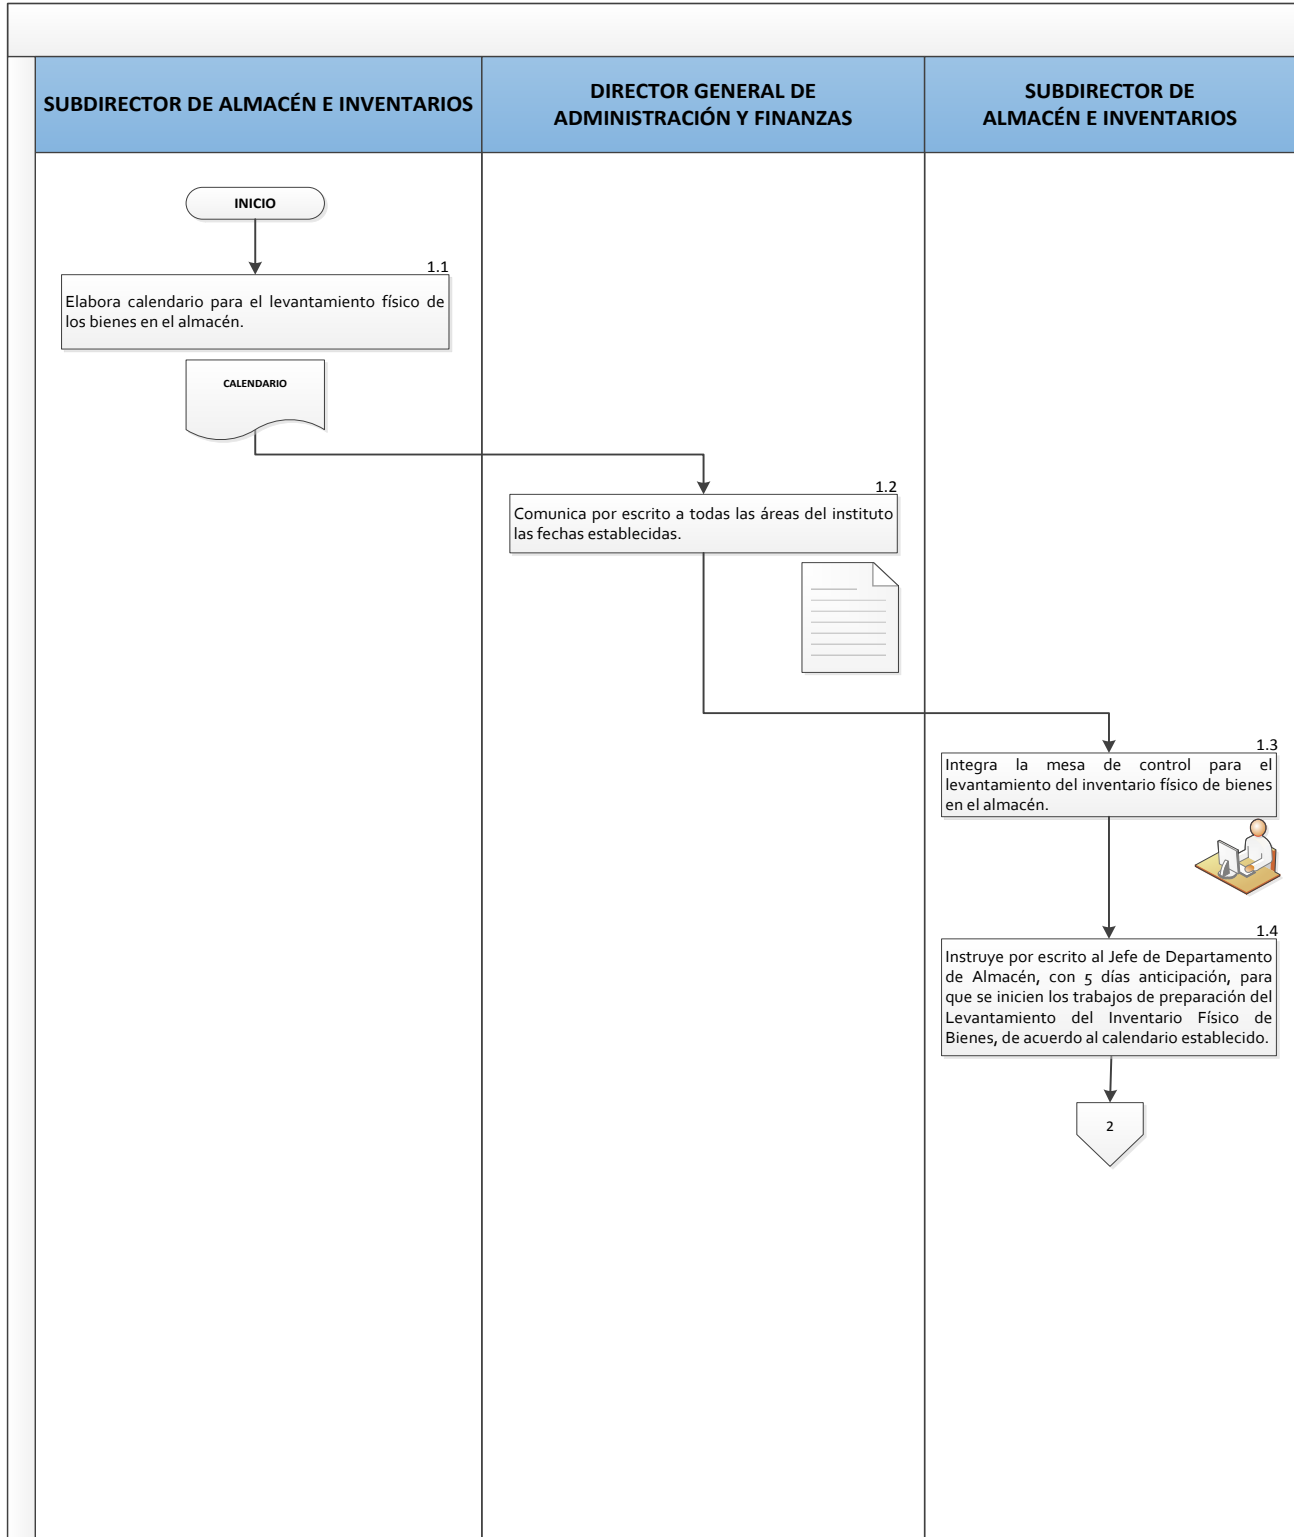 SUBDIRECTOR DE ALMACÉN E INVENTARIOS
DIRECTOR GENERAL DE
ADMINISTRACIÓN Y FINANZAS
SUBDIRECTOR DE
ALMACÉN E INVENTARIOS
INICIO
1.1
Elabora calendario para el levantamiento físico de
los bienes en el almacén.
CALENDARIO
1.2
Comunica por escrito a todas las áreas del instituto
las fechas establecidas.
1.3
Integra la mesa de control para el
levantamiento del inventario físico de bienes
en el almacén.
1.4
Instruye por escrito al Jefe de Departamento
de Almacén, con 5 días anticipación, para
que se inicien los trabajos de preparación del
Levantamiento del Inventario Físico de
Bienes, de acuerdo al calendario establecido.
2